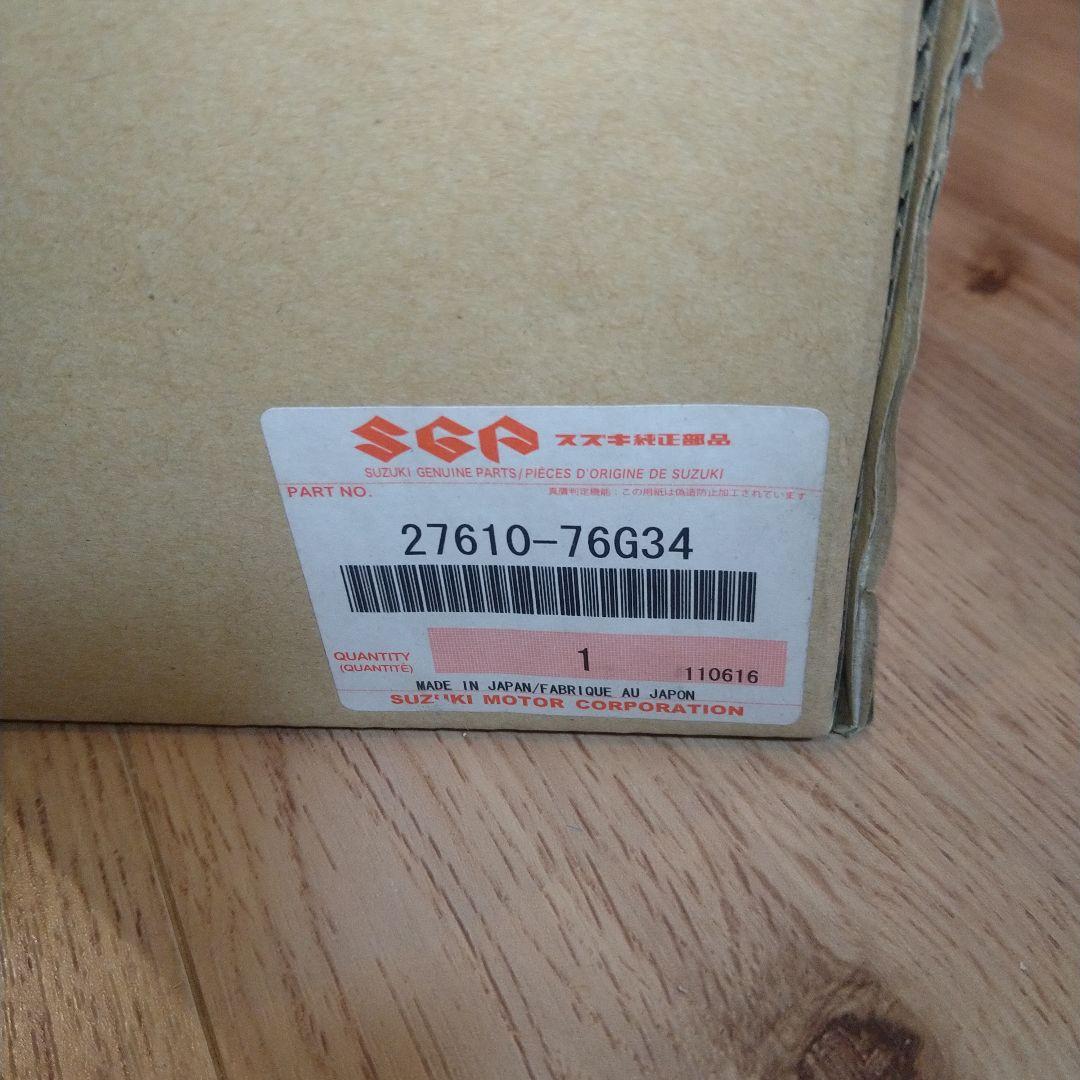 SGP スズキ純正部品
SUZUKI GENUINE PARTS/PIÈCES D'ORIGINE DE SUZUKI
PART NO. 真贋判定機能：この用紙は偽造防止加工されています
27610-76G34
QUANTITY
(QUANTITÉ)
1 110616
MADE IN JAPAN/FABRIQUE AU JAPON
SUZUKI MOTOR CORPORATION